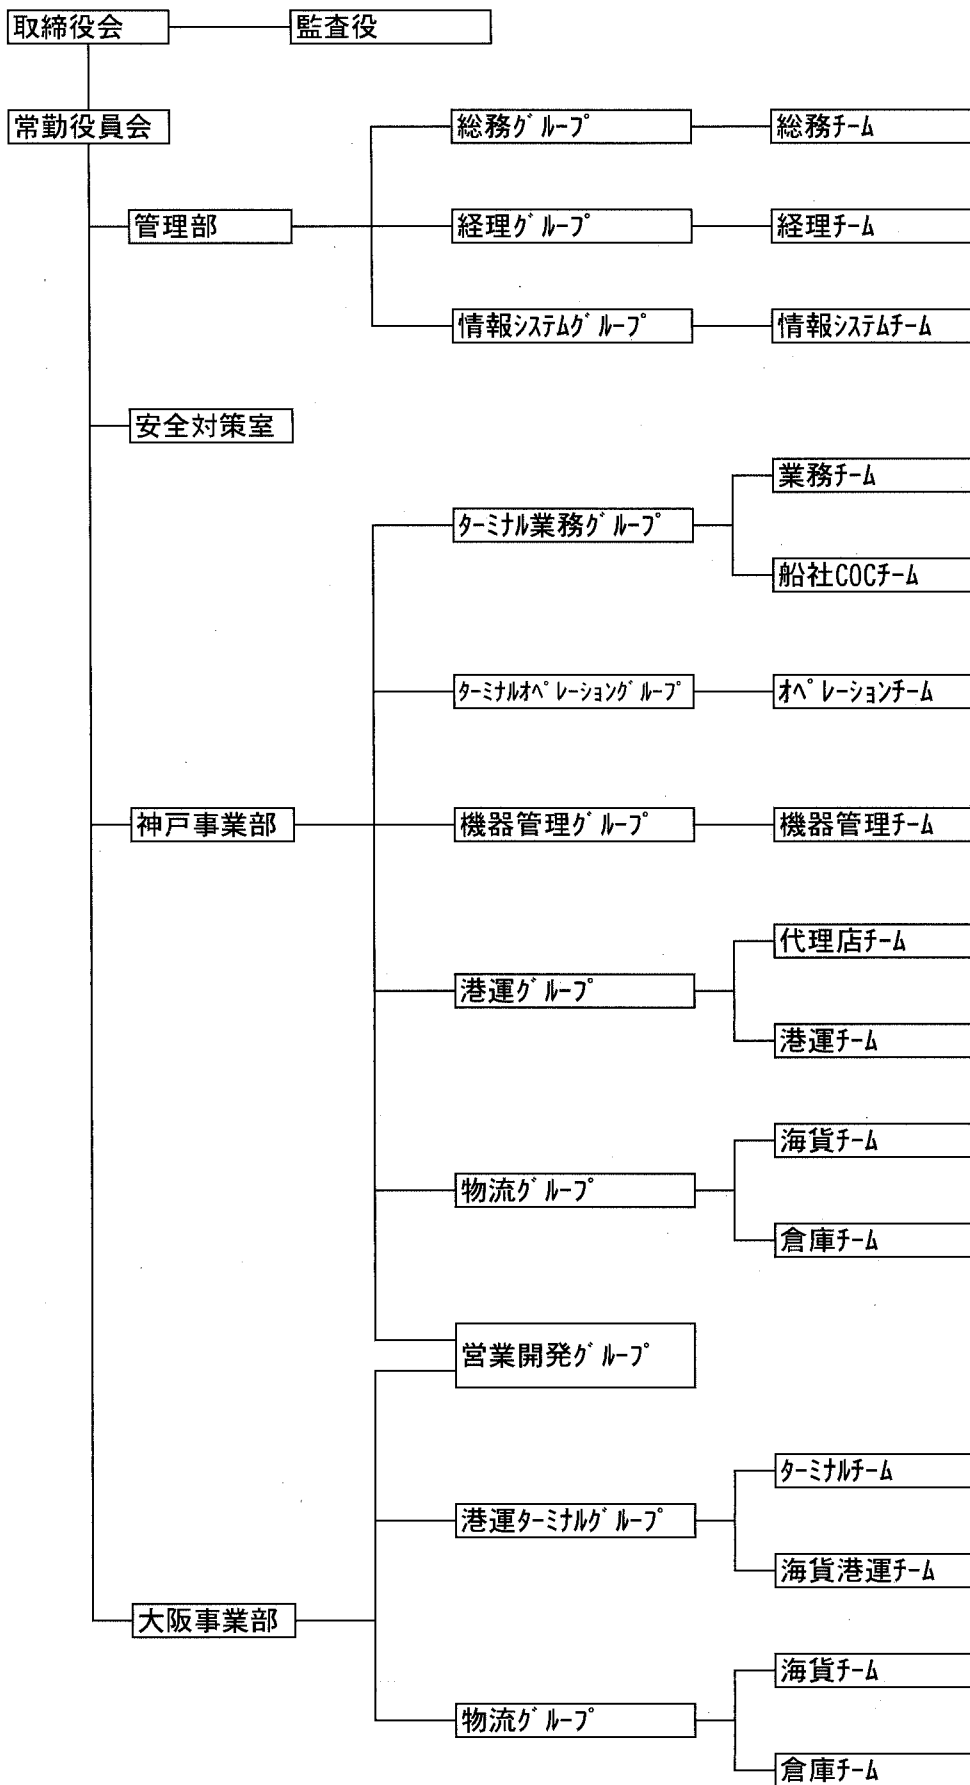 取締役会
監査役
常勤役員会
総務ｸﾞﾙｰﾌﾟ
総務ﾁｰﾑ
管理部
経理ｸﾞﾙｰﾌﾟ
経理ﾁｰﾑ
情報ｼｽﾃﾑｸﾞﾙｰﾌﾟ
情報ｼｽﾃﾑﾁｰﾑ
安全対策室
業務ﾁｰﾑ
ﾀｰﾐﾅﾙ業務ｸﾞﾙｰﾌﾟ
船社COCﾁｰﾑ
ﾀｰﾐﾅﾙｵﾍﾟﾚｰｼｮﾝｸﾞﾙｰﾌﾟ
ｵﾍﾟﾚｰｼｮﾝﾁｰﾑ
神戸事業部
機器管理ｸﾞﾙｰﾌﾟ
機器管理ﾁｰﾑ
代理店ﾁｰﾑ
港運ｸﾞﾙｰﾌﾟ
港運ﾁｰﾑ
海貨ﾁｰﾑ
物流ｸﾞﾙｰﾌﾟ
倉庫ﾁｰﾑ
営業開発ｸﾞﾙｰﾌﾟ
ﾀｰﾐﾅﾙﾁｰﾑ
港運ﾀｰﾐﾅﾙｸﾞﾙｰﾌﾟ
海貨港運ﾁｰﾑ
大阪事業部
海貨ﾁｰﾑ
物流ｸﾞﾙｰﾌﾟ
倉庫ﾁｰﾑ